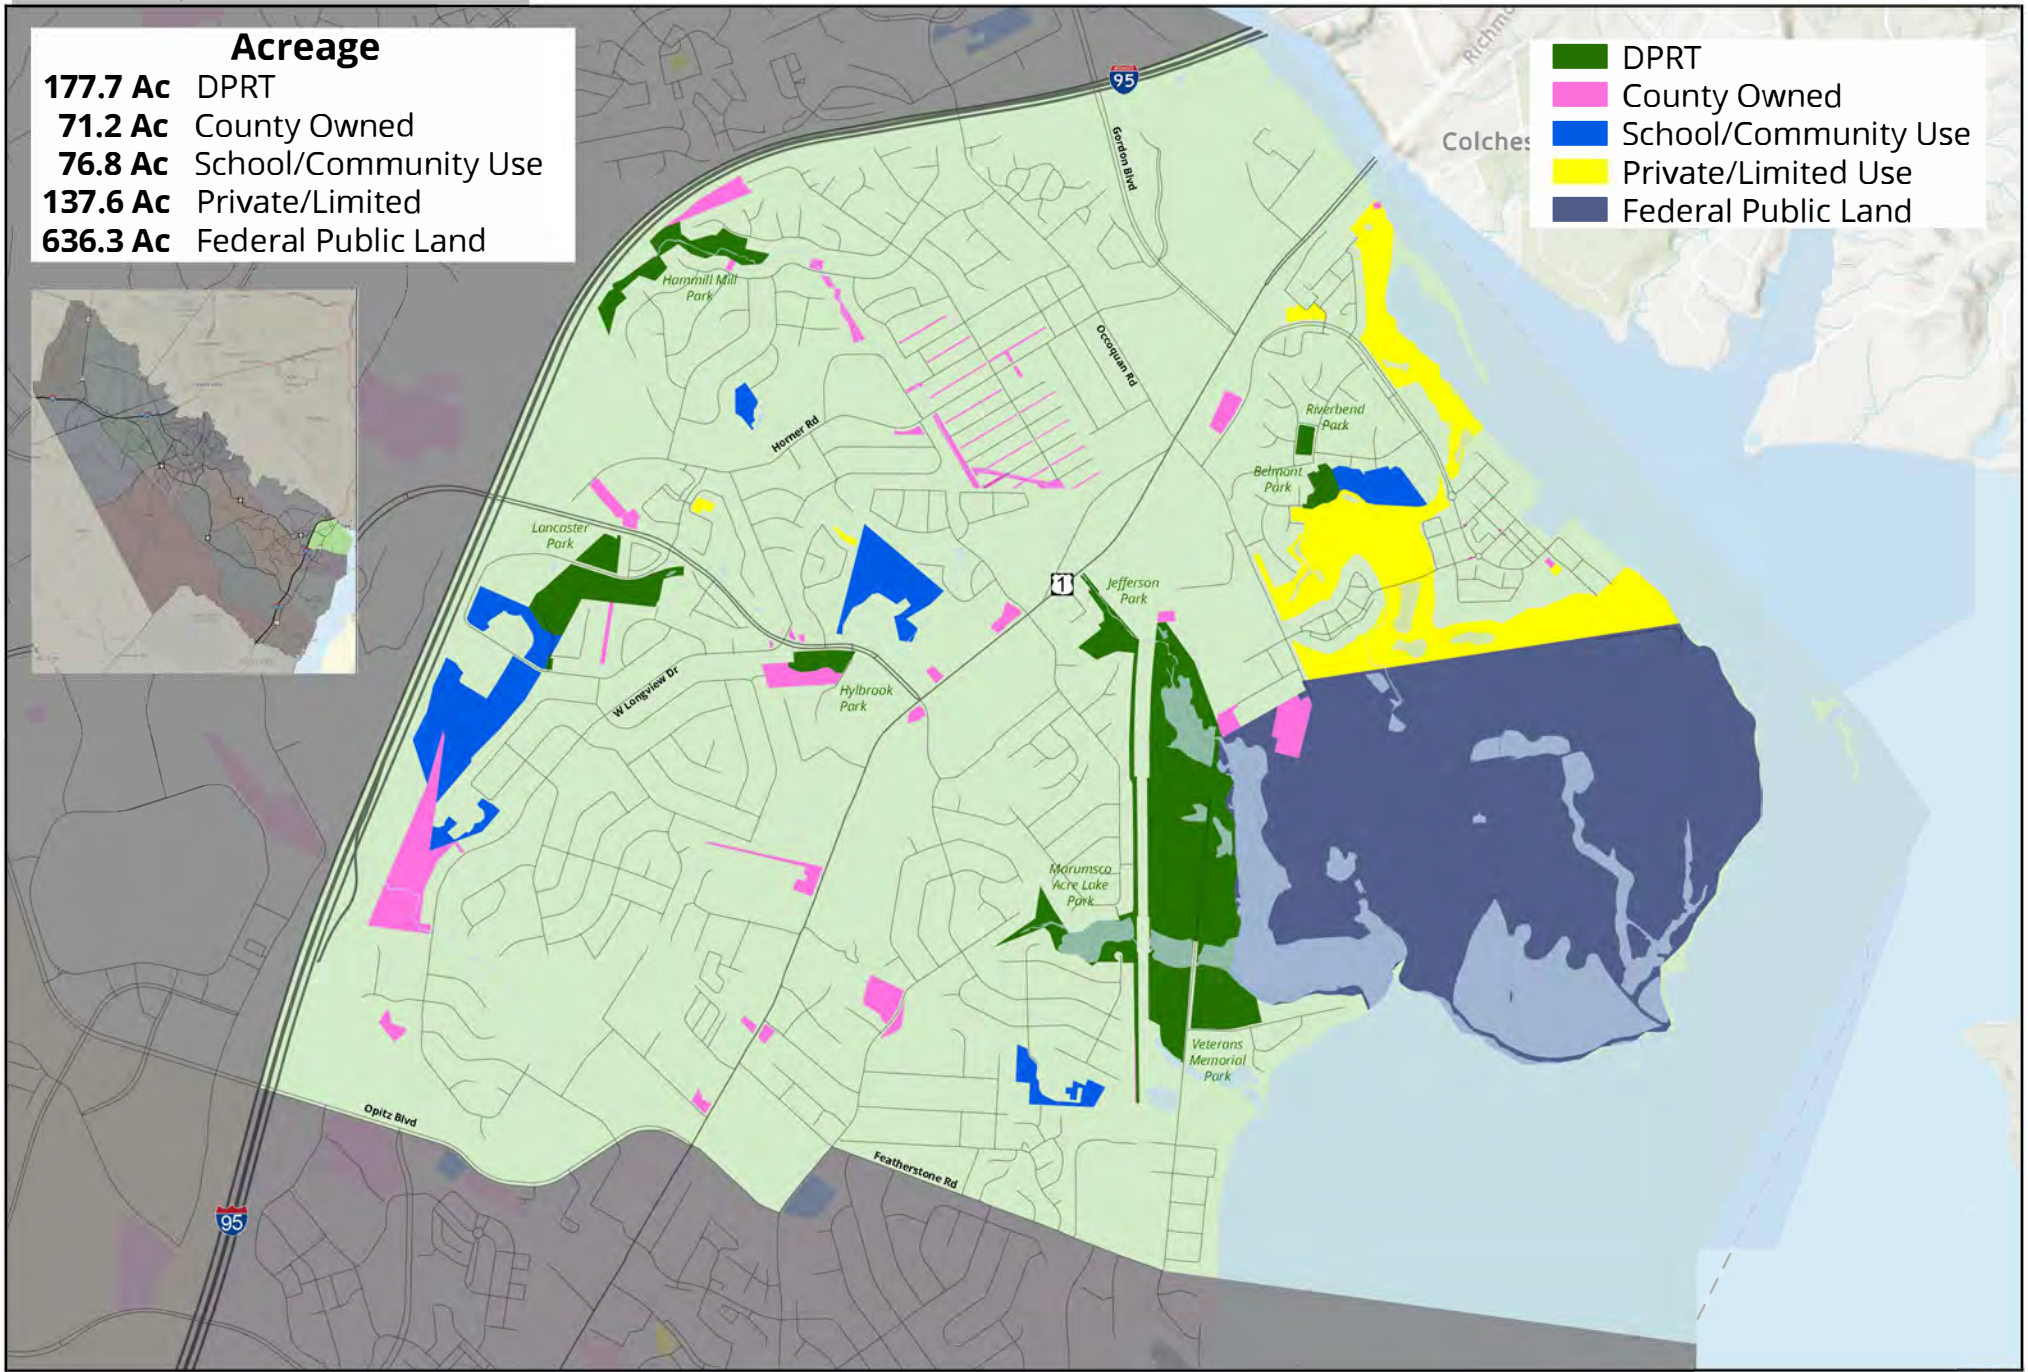 Acreage
177.7 Ac DPRT
71.2 Ac County Owned
76.8 Ac School/Community Use
137.6 Ac Private/Limited
636.3 Ac Federal Public Land
DPRT
County Owned
School/Community Use
Private/Limited Use
Federal Public Land
95
Colches
Gordon Blvd
Hammill Mill
Park
Occoquan Rd
Horner Rd
Riverbend
Park
Belmont
Park
Lancaster
Park
1
Jefferson
Park
W Longview Dr
Hylbrook
Park
Marumsco
Acre Lake
Park
Veterans
Memorial
Park
Opitz Blvd
Featherstone Rd
95